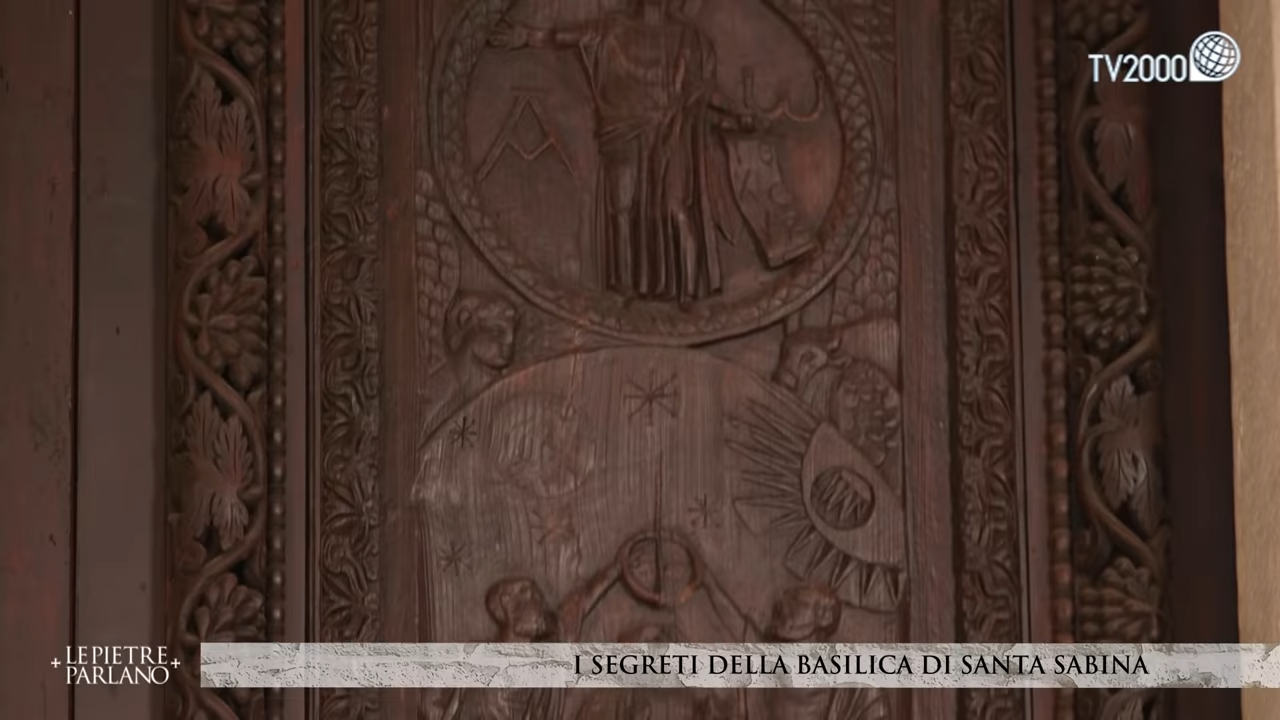 TV2000
LE PIETRE
PARLANO
I SEGRETI DELLA BASILICA DI SANTA SABINA